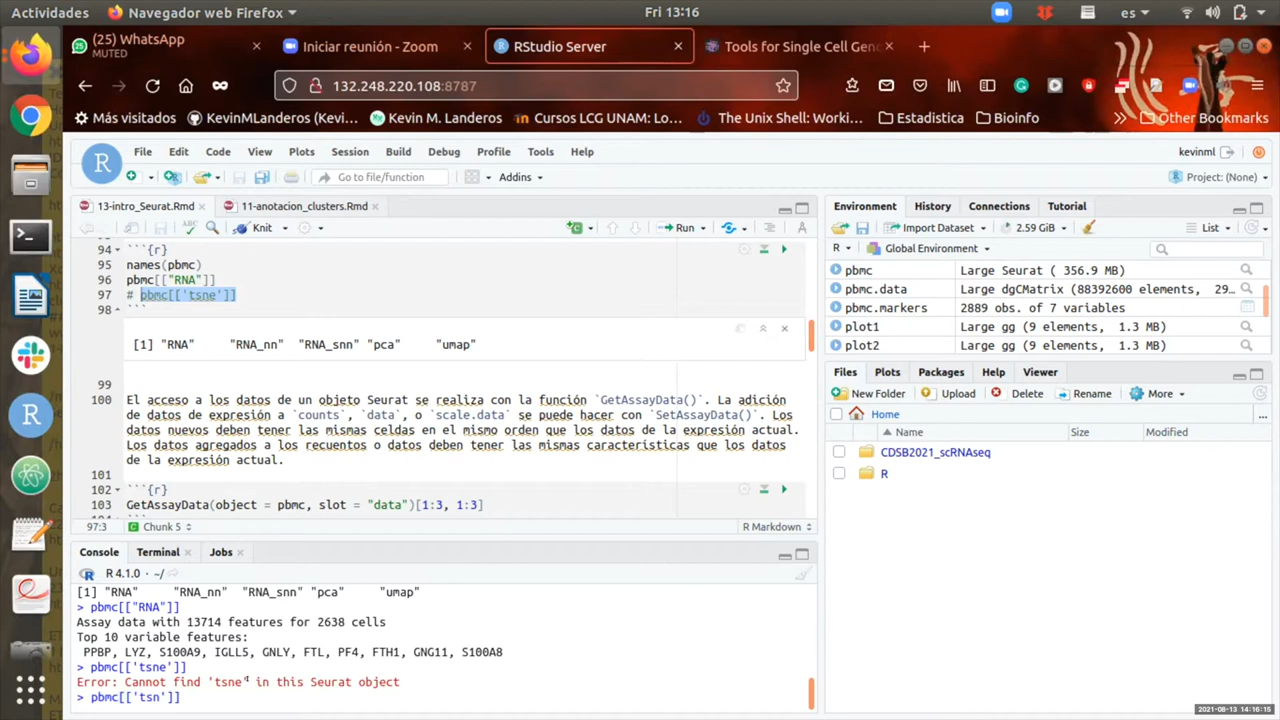 Actividades
Navegador web Firefox
Fri 13:16
es
(25) WhatsApp
MUTED
Iniciar reunión - Zoom
RStudio Server
Tools for Single Cell Geno
132.248.220.108:8787
Más visitados
KevinMLanderos (Kevi...
Kevin M. Landeros
Cursos LCG UNAM: Lo...
The Unix Shell: Worki...
Estadistica
Bioinfo
Other Bookmarks
File Edit Code View Plots Session Build Debug Profile Tools Help
kevinml
Go to file/function
Addins
Project: (None)
13-intro_Seurat.Rmd
11-anotacion_clusters.Rmd
Knit
Run
94 ```{r}
95 names(pbmc)
96 pbmc[["RNA"]]
97 # pbmc[['tsne']]
98 ```
[1] "RNA" "RNA_nn" "RNA_snn" "pca" "umap"
99
100 El acceso a los datos de un objeto Seurat se realiza con la función `GetAssayData()`. La adición
de datos de expresión a `counts`, `data`, o `scale.data` se puede hacer con `SetAssayData()`. Los
datos nuevos deben tener las mismas celdas en el mismo orden que los datos de la expresión actual.
Los datos agregados a los recuentos o datos deben tener las mismas características que los datos
de la expresión actual.
101
102 ```{r}
103 GetAssayData(object = pbmc, slot = "data")[1:3, 1:3]
97:3
Chunk 5
R Markdown
Console Terminal Jobs
R 4.1.0 · ~/
[1] "RNA" "RNA_nn" "RNA_snn" "pca" "umap"
> pbmc[["RNA"]]
Assay data with 13714 features for 2638 cells
Top 10 variable features:
PPBP, LYZ, S100A9, IGLL5, GNLY, FTL, PF4, FTH1, GNG11, S100A8
> pbmc[['tsne']]
Error: Cannot find 'tsne' in this Seurat object
> pbmc[['tsn']]
Environment History Connections Tutorial
Import Dataset
2.59 GiB
List
R
Global Environment
pbmc Large Seurat ( 356.9 MB)
pbmc.data Large dgCMatrix (88392600 elements, 29...
pbmc.markers 2889 obs. of 7 variables
plot1 Large gg (9 elements, 1.3 MB)
plot2 Large gg (9 elements, 1.3 MB)
Files Plots Packages Help Viewer
New Folder Upload Delete Rename More
Home
Name Size Modified
CDSB2021_scRNAseq
R
2021-08-13 14:16:15